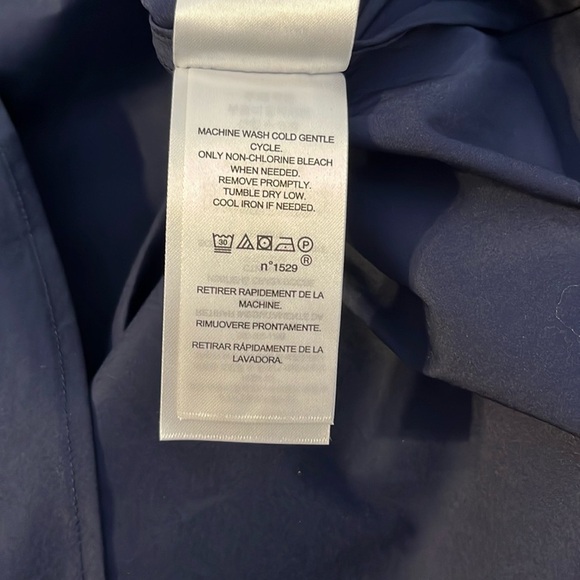 MACHINE WASH COLD GENTLE
CYCLE.
ONLY NON-CHLORINE BLEACH
WHEN NEEDED.
REMOVE PROMPTLY.
TUMBLE DRY LOW.
COOL IRON IF NEEDED.
30 P
®
n°1529
RETIRER RAPIDEMENT DE LA
MACHINE.
RIMUOVERE PRONTAMENTE.
RETIRAR RÁPIDAMENTE DE LA
LAVADORA.